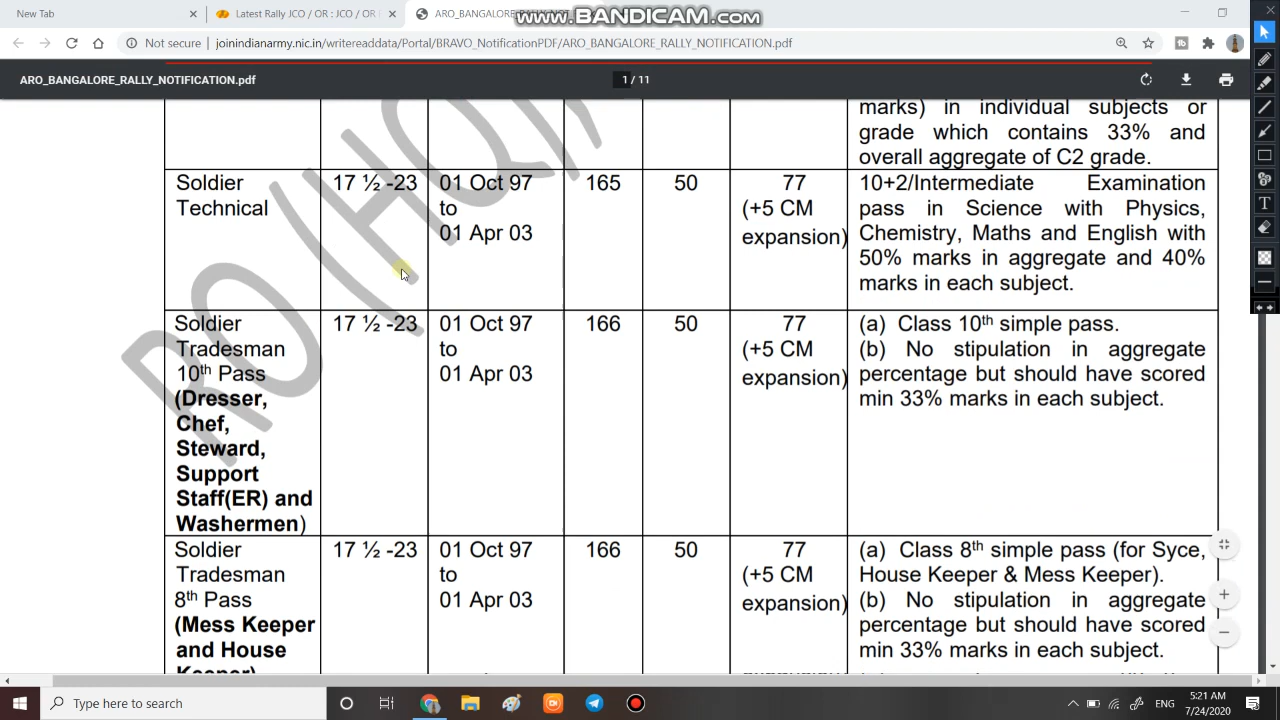 New Tab
Latest Rally JCO / OR : JCO / OR
ARO_BANGALORE_RALLY_NOT
www.BANDICAM.com
Not secure | joinindianarmy.nic.in/writereaddata/Portal/BRAVO_NotificationPDF/ARO_BANGALORE_RALLY_NOTIFICATION.pdf
ARO_BANGALORE_RALLY_NOTIFICATION.pdf
1 / 11
RO (HQ),
marks) in individual subjects or
grade which contains 33% and
overall aggregate of C2 grade.
Soldier
Technical
17 ½ -23
01 Oct 97
to
01 Apr 03
165
50
77
(+5 CM
expansion)
10+2/Intermediate Examination
pass in Science with Physics,
Chemistry, Maths and English with
50% marks in aggregate and 40%
marks in each subject.
Soldier
Tradesman
10th Pass
(Dresser,
Chef,
Steward,
Support
Staff(ER) and
Washermen)
17 ½ -23
01 Oct 97
to
01 Apr 03
166
50
77
(+5 CM
expansion)
(a) Class 10th simple pass.
(b) No stipulation in aggregate
percentage but should have scored
min 33% marks in each subject.
Soldier
Tradesman
8th Pass
(Mess Keeper
and House
Keeper)
17 ½ -23
01 Oct 97
to
01 Apr 03
166
50
77
(+5 CM
expansion)
(a) Class 8th simple pass (for Syce,
House Keeper & Mess Keeper).
(b) No stipulation in aggregate
percentage but should have scored
min 33% marks in each subject.
Type here to search
ENG
5:21 AM
7/24/2020